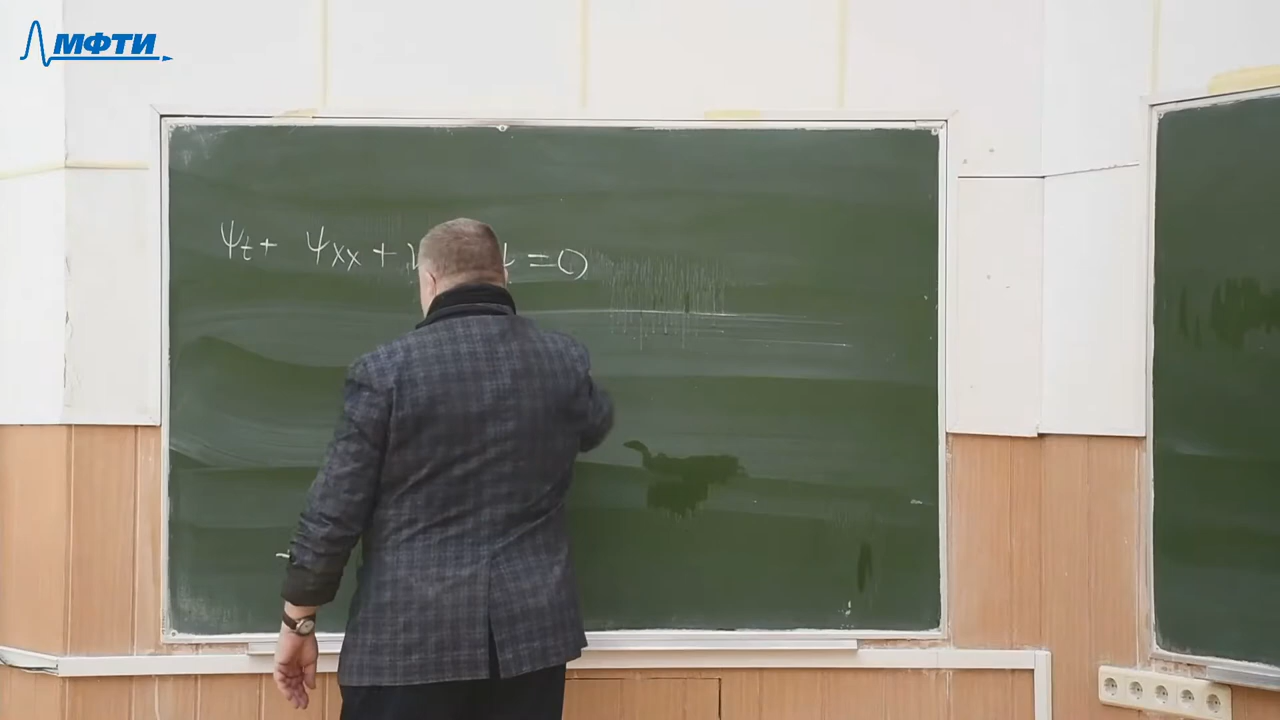 МФТИ
ψt + ψxx + = 0